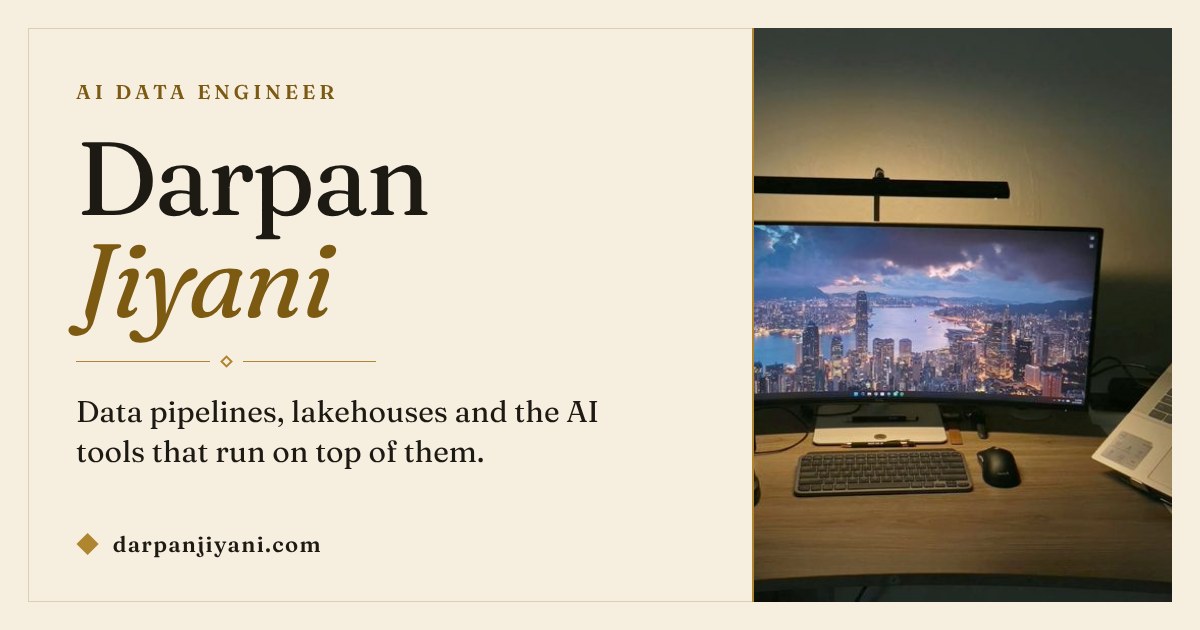 AI DATA ENGINEER
Darpan
Jiyani
Data pipelines, lakehouses and the AI
tools that run on top of them.
darpanjiyani.com